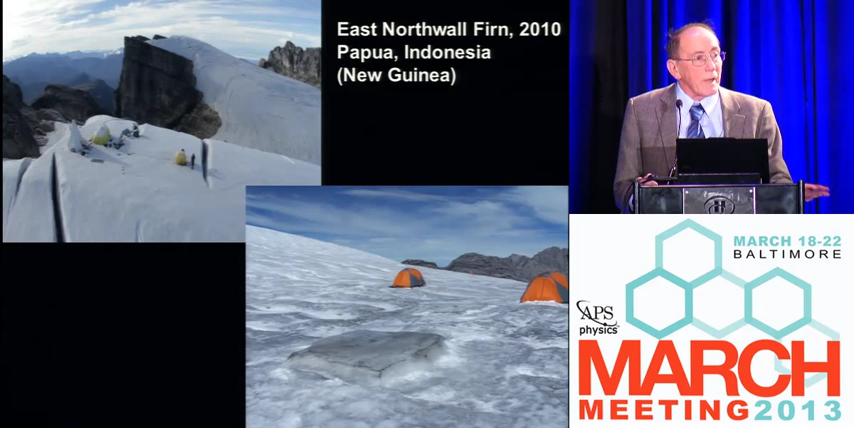 East Northwall Firn, 2010
Papua, Indonesia
(New Guinea)
MARCH 18-22
BALTIMORE
APS
physics
MARCH
MEETING2013